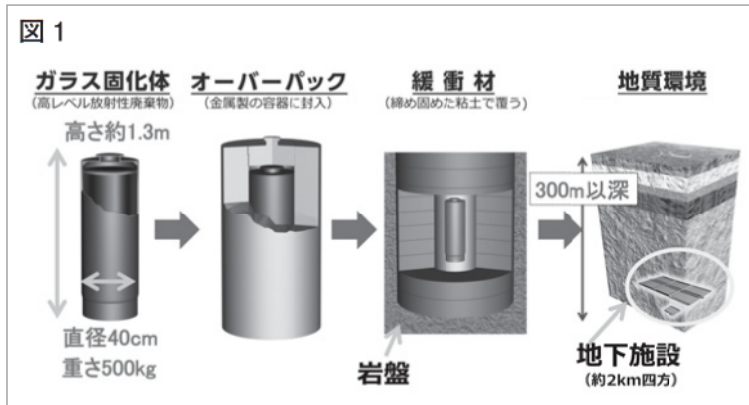 図1
ガラス固化体
(高レベル放射性廃棄物)
高さ約1.3m
直径40cm
重さ500kg
オーバーパック
(金属製の容器に封入)
緩衝材
(締め固めた粘土で覆う)
岩盤
地質環境
300m以深
地下施設
(約2km四方)